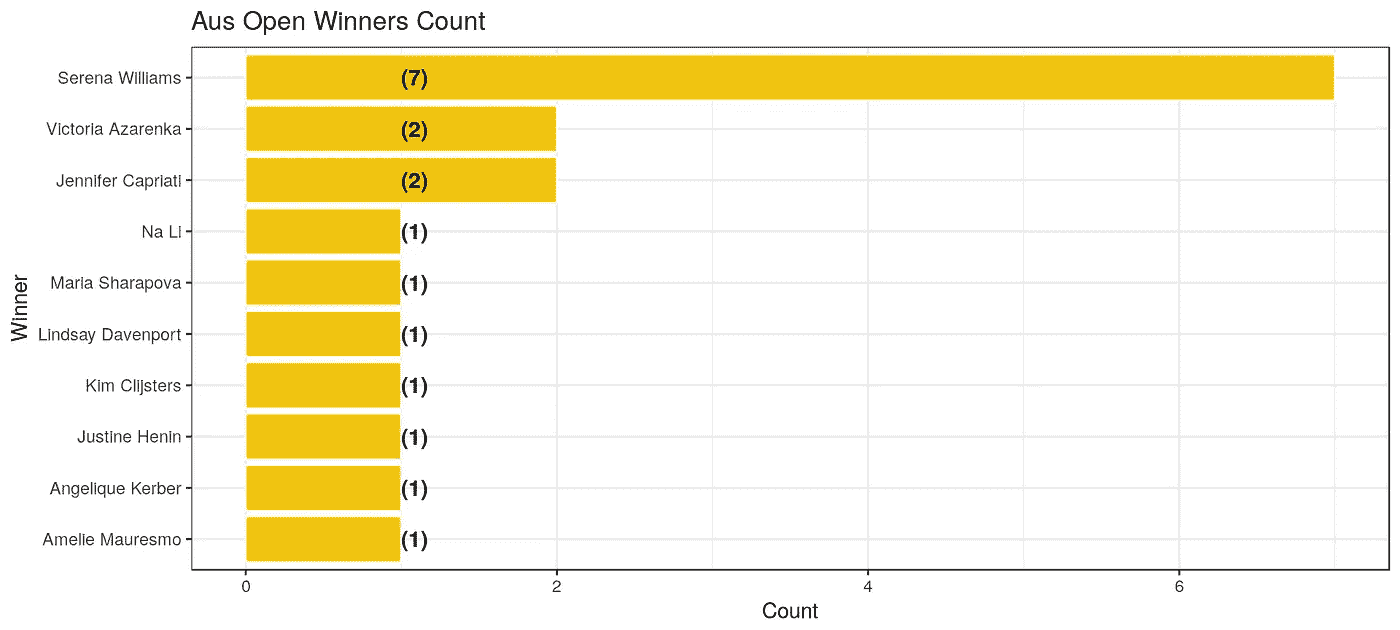 Aus Open Winners Count
Serena Williams (7)
Victoria Azarenka (2)
Jennifer Capriati (2)
Na Li (1)
Maria Sharapova (1)
Lindsay Davenport (1)
Kim Clijsters (1)
Justine Henin (1)
Angelique Kerber (1)
Amelie Mauresmo (1)
Winner
0 2 4 6
Count